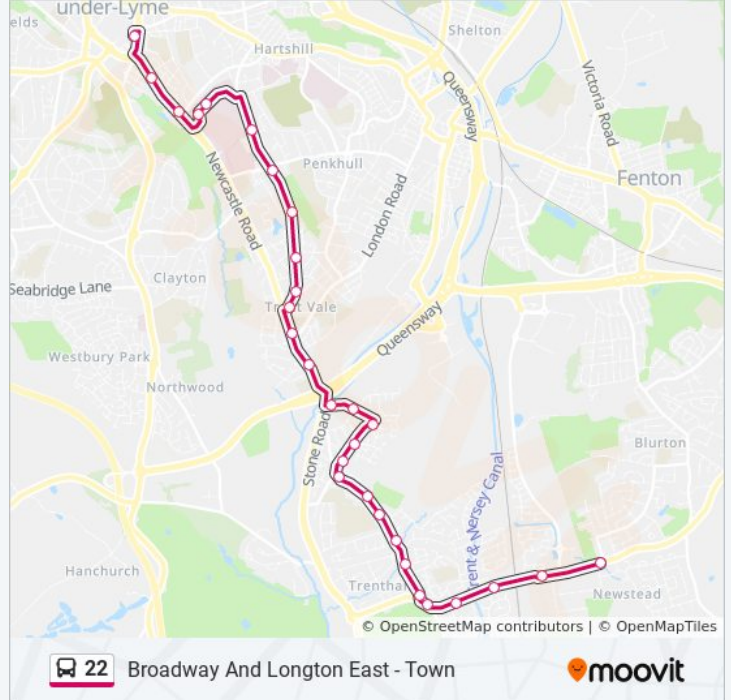 under-Lyme
elds
Hartshill
Shelton
Queensway
Victoria Road
Penkhull
Fenton
Newcastle Road
London Road
Clayton
Seabridge Lane
Trent Vale
Queensway
Westbury Park
Northwood
Stone Road
Blurton
rent & Mersey Canal
Hanchurch
Trentha
Newstead
© OpenStreetMap contributors | © OpenMapTiles
22 Broadway And Longton East - Town
moovit